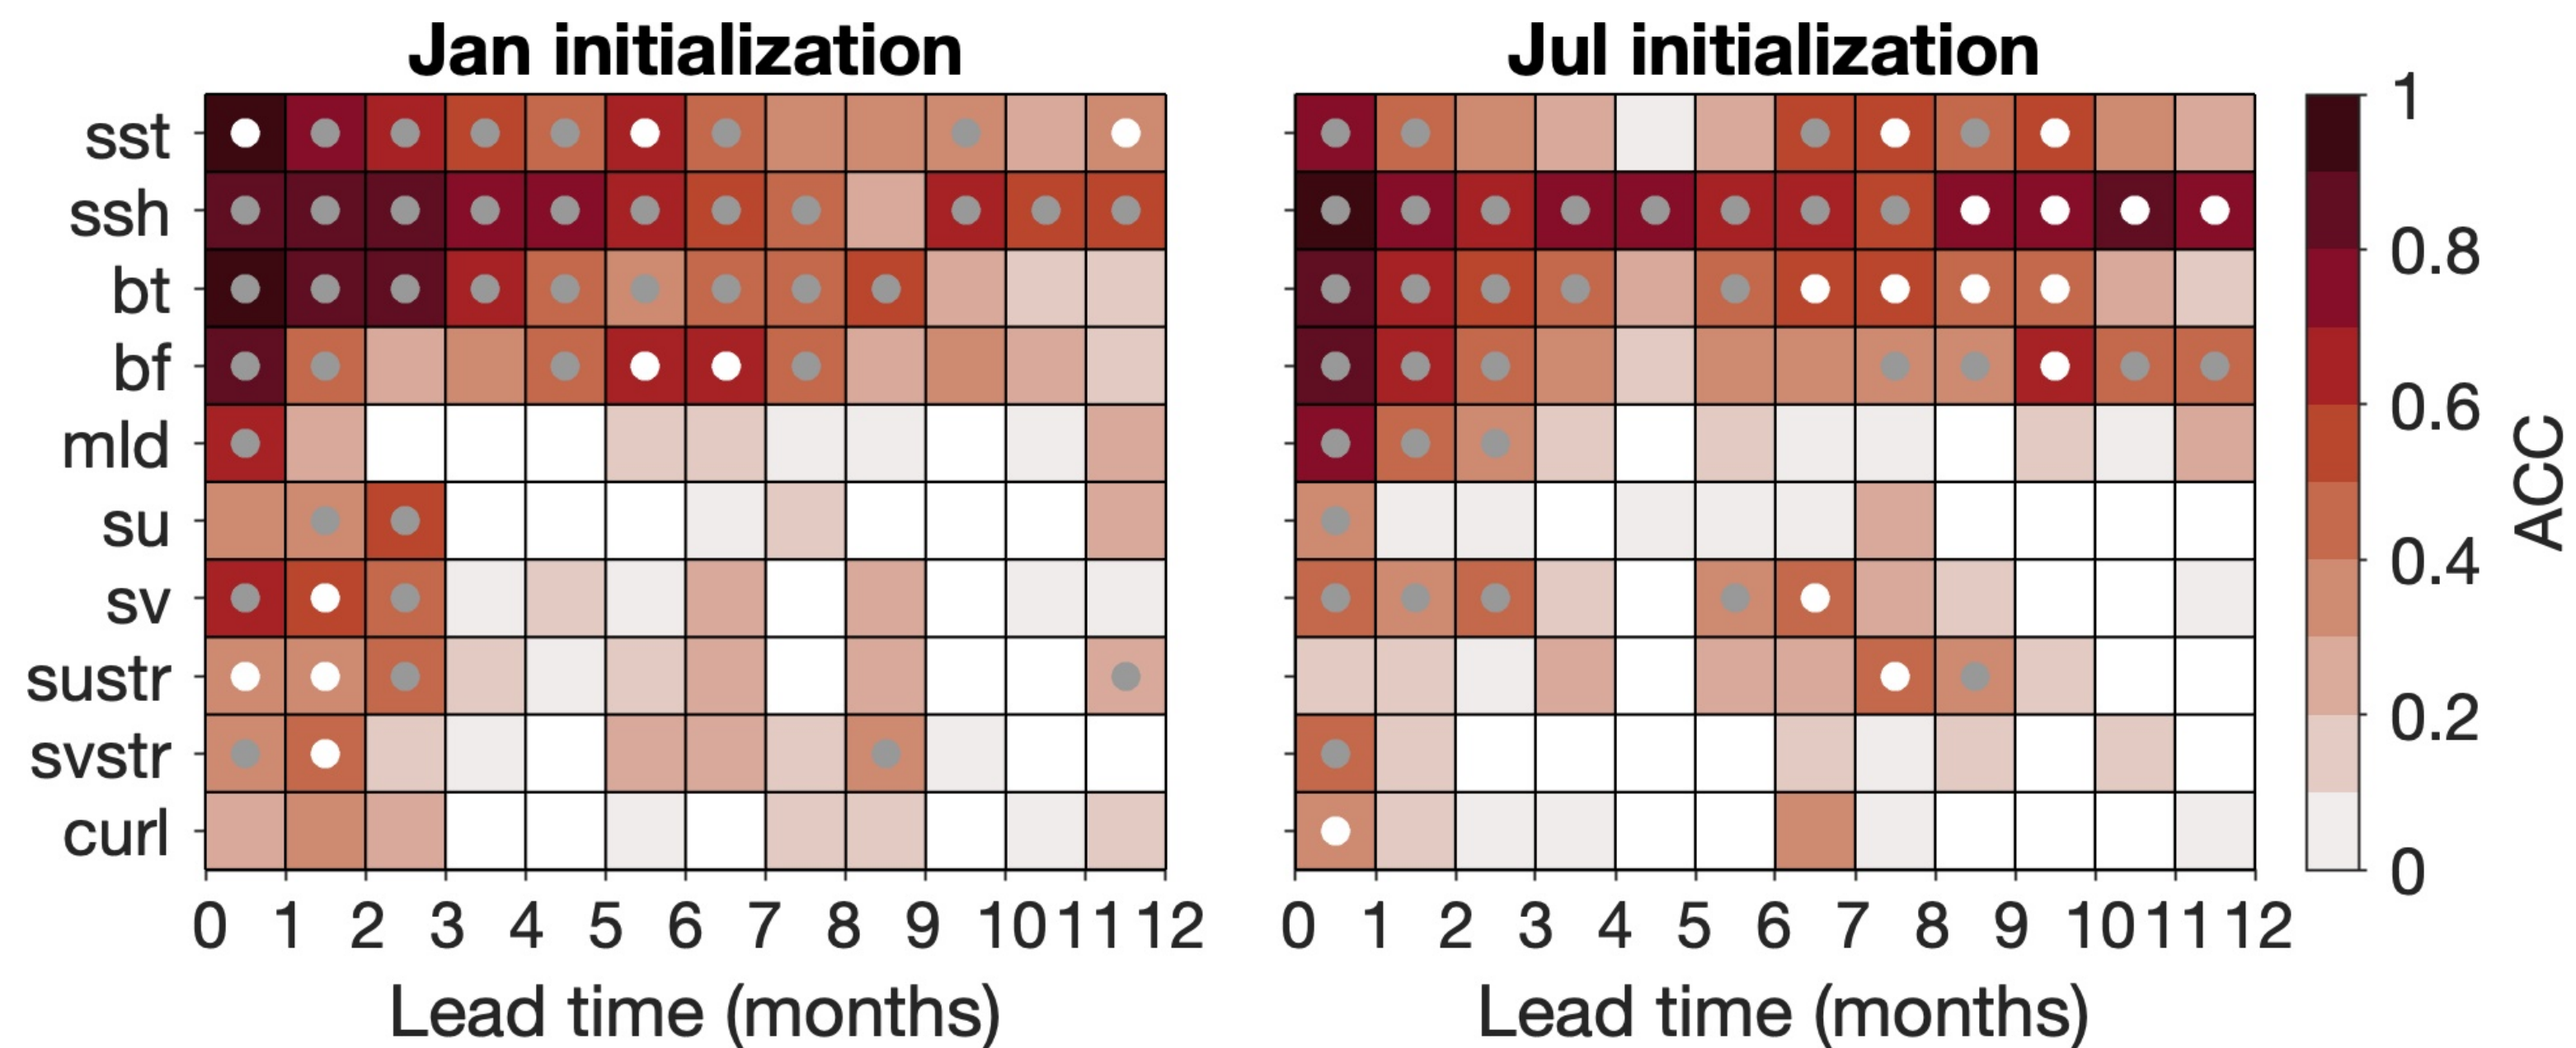 Jan initialization
Jul initialization
sst
ssh
bt
bf
mld
su
sv
sustr
svstr
curl
0 1 2 3 4 5 6 7 8 9 10 11 12
Lead time (months)
0 1 2 3 4 5 6 7 8 9 10 11 12
Lead time (months)
1
0.8
0.6
0.4
0.2
0
ACC